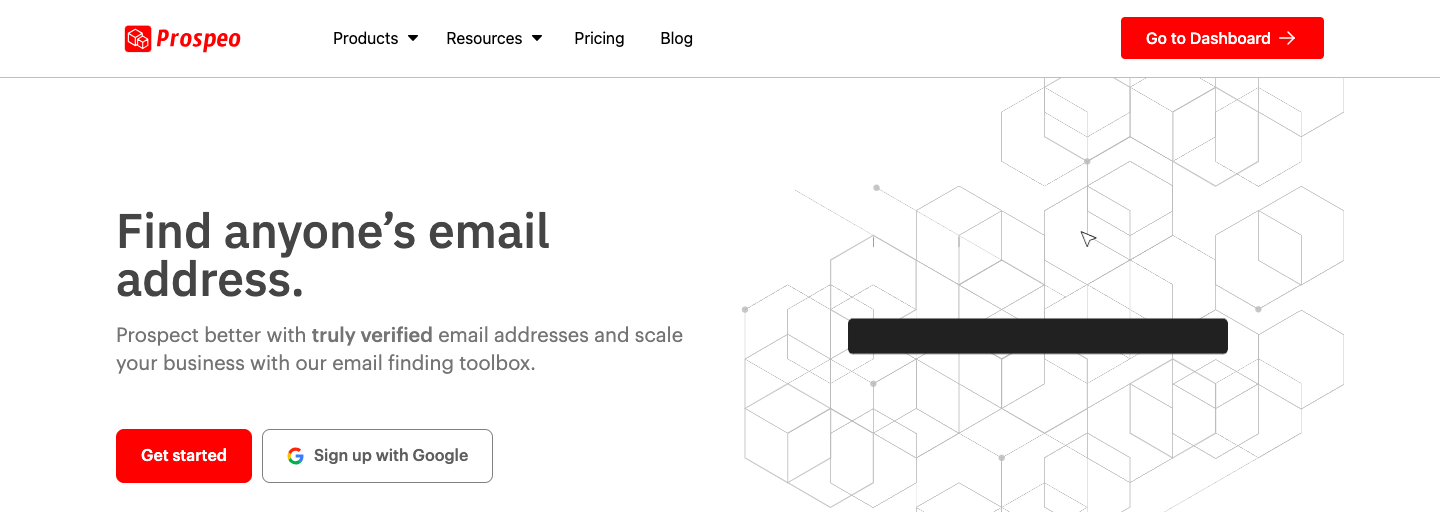 Prospeo
Products
Resources
Pricing
Blog
Go to Dashboard
Find anyone’s email
address.
Prospect better with truly verified email addresses and scale
your business with our email finding toolbox.
Get started
Sign up with Google